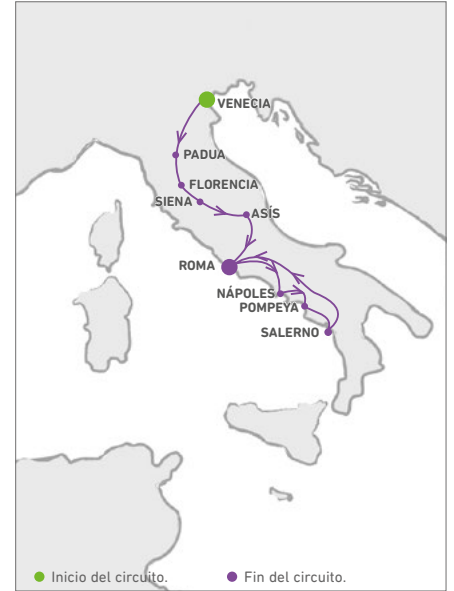 VENECIA
PADUA
FLORENCIA
SIENA
ASÍS
ROMA
NÁPOLES
POMPEYA
SALERNO
Inicio del circuito.
Fin del circuito.